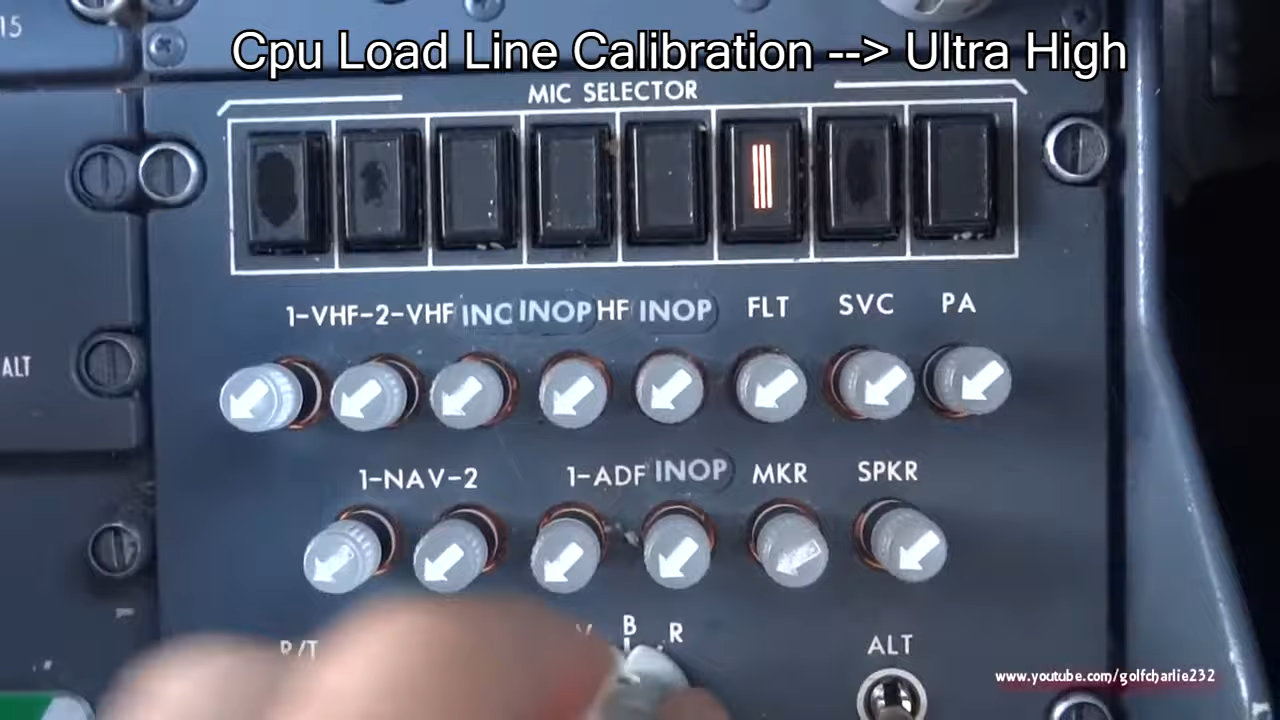 15
Cpu Load Line Calibration --> Ultra High
MIC SELECTOR
1-VHF-2-VHF INOP HF INOP FLT SVC PA
ALT
1-NAV-2 1-ADF INOP MKR SPKR
V B R
R/T ALT
www.youtube.com/golfcharlie232